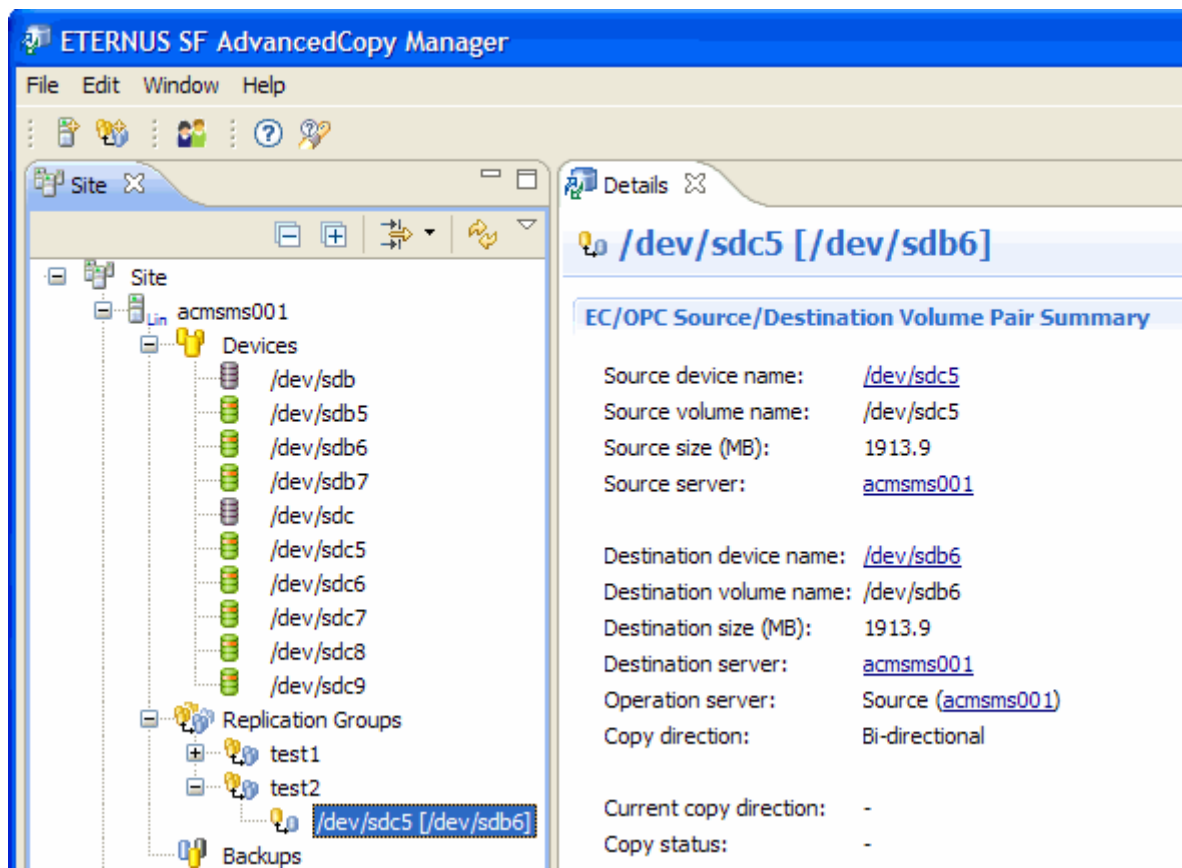 ETERNUS SF AdvancedCopy Manager
File Edit Window Help
Site
Site
Lin acmsms001
Devices
/dev/sdb
/dev/sdb5
/dev/sdb6
/dev/sdb7
/dev/sdc
/dev/sdc5
/dev/sdc6
/dev/sdc7
/dev/sdc8
/dev/sdc9
Replication Groups
test1
test2
/dev/sdc5 [/dev/sdb6]
Backups
Details
/dev/sdc5 [/dev/sdb6]
EC/OPC Source/Destination Volume Pair Summary
Source device name: /dev/sdc5
Source volume name: /dev/sdc5
Source size (MB): 1913.9
Source server: acmsms001
Destination device name: /dev/sdb6
Destination volume name: /dev/sdb6
Destination size (MB): 1913.9
Destination server: acmsms001
Operation server: Source (acmsms001)
Copy direction: Bi-directional
Current copy direction: -
Copy status: -